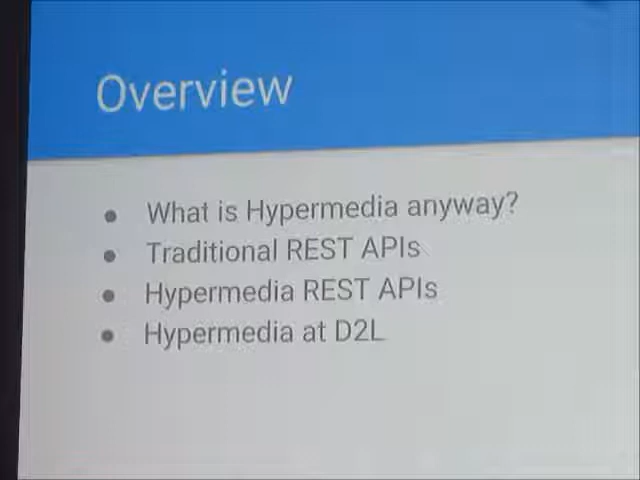 Overview
• What is Hypermedia anyway?
• Traditional REST APIs
• Hypermedia REST APIs
• Hypermedia at D2L